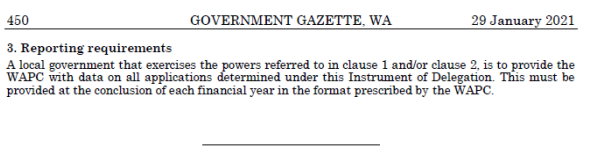 450 GOVERNMENT GAZETTE, WA 29 January 2021
3. Reporting requirements
A local government that exercises the powers referred to in clause 1 and/or clause 2, is to provide the
WAPC with data on all applications determined under this Instrument of Delegation. This must be
provided at the conclusion of each financial year in the format prescribed by the WAPC.